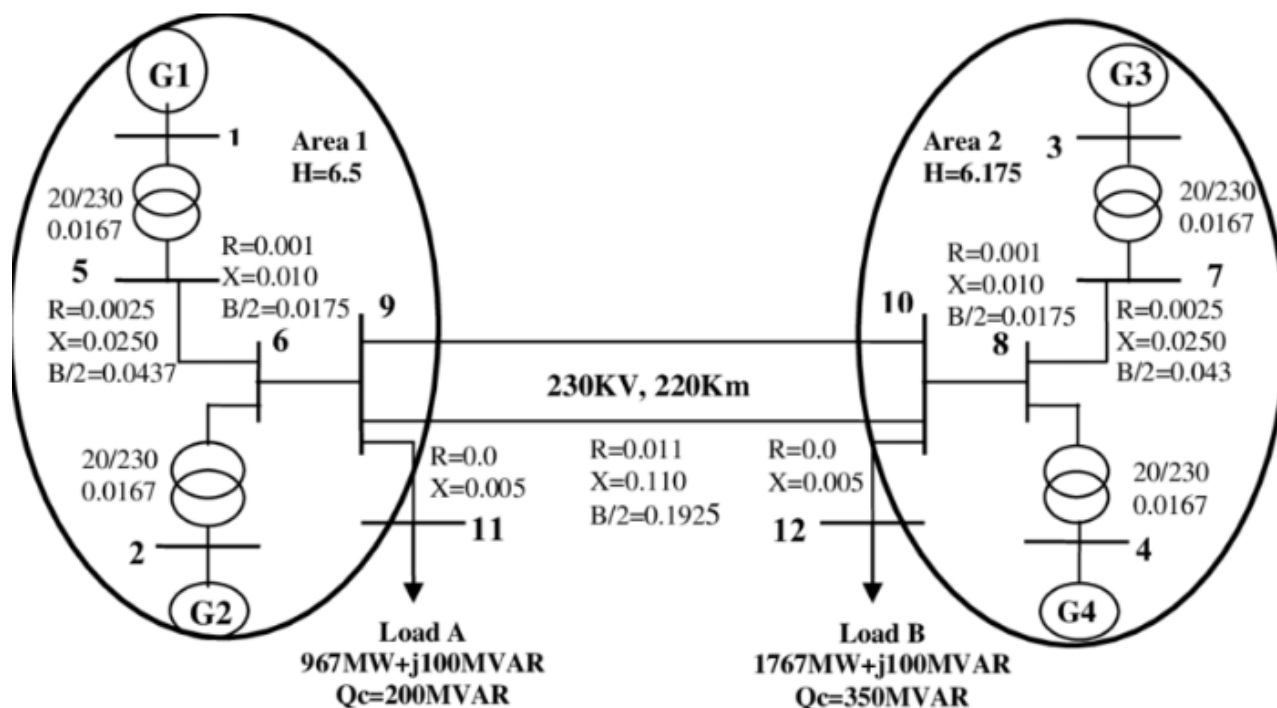 G1
1
Area 1
H=6.5
20/230
0.0167
5
R=0.001
X=0.010
B/2=0.0175
R=0.0025
X=0.0250
B/2=0.0437
6
9
20/230
0.0167
2
G2
R=0.0
X=0.005
11
Load A
967MW+j100MVAR
Qc=200MVAR
230KV, 220Km
R=0.011
X=0.110
B/2=0.1925
G3
3
Area 2
H=6.175
20/230
0.0167
7
R=0.001
X=0.010
B/2=0.0175
R=0.0025
X=0.0250
B/2=0.043
10
8
R=0.0
X=0.005
12
20/230
0.0167
4
G4
Load B
1767MW+j100MVAR
Qc=350MVAR